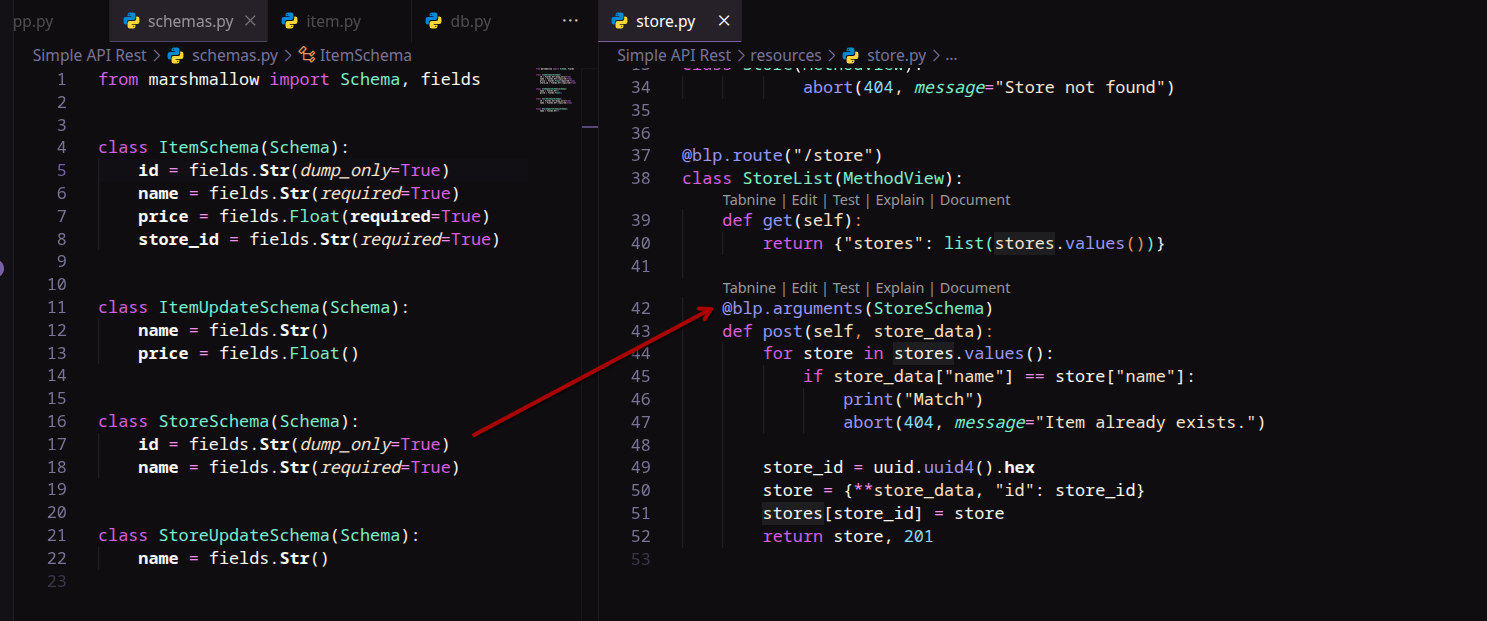 pp.py
schemas.py
item.py
db.py
...
store.py
Simple API Rest > schemas.py > ItemSchema
1 from marshmallow import Schema, fields
2
3
4 class ItemSchema(Schema):
5     id = fields.Str(dump_only=True)
6     name = fields.Str(required=True)
7     price = fields.Float(required=True)
8     store_id = fields.Str(required=True)
9
10
11 class ItemUpdateSchema(Schema):
12     name = fields.Str()
13     price = fields.Float()
14
15
16 class StoreSchema(Schema):
17     id = fields.Str(dump_only=True)
18     name = fields.Str(required=True)
19
20
21 class StoreUpdateSchema(Schema):
22     name = fields.Str()
23
Simple API Rest > resources > store.py > ...
34             abort(404, message="Store not found")
35
36
37 @blp.route("/store")
38 class StoreList(MethodView):
Tabnine | Edit | Test | Explain | Document
39     def get(self):
40         return {"stores": list(stores.values())}
41
Tabnine | Edit | Test | Explain | Document
42     @blp.arguments(StoreSchema)
43     def post(self, store_data):
44         for store in stores.values():
45             if store_data["name"] == store["name"]:
46                 print("Match")
47                 abort(404, message="Item already exists.")
48
49         store_id = uuid.uuid4().hex
50         store = {**store_data, "id": store_id}
51         stores[store_id] = store
52         return store, 201
53